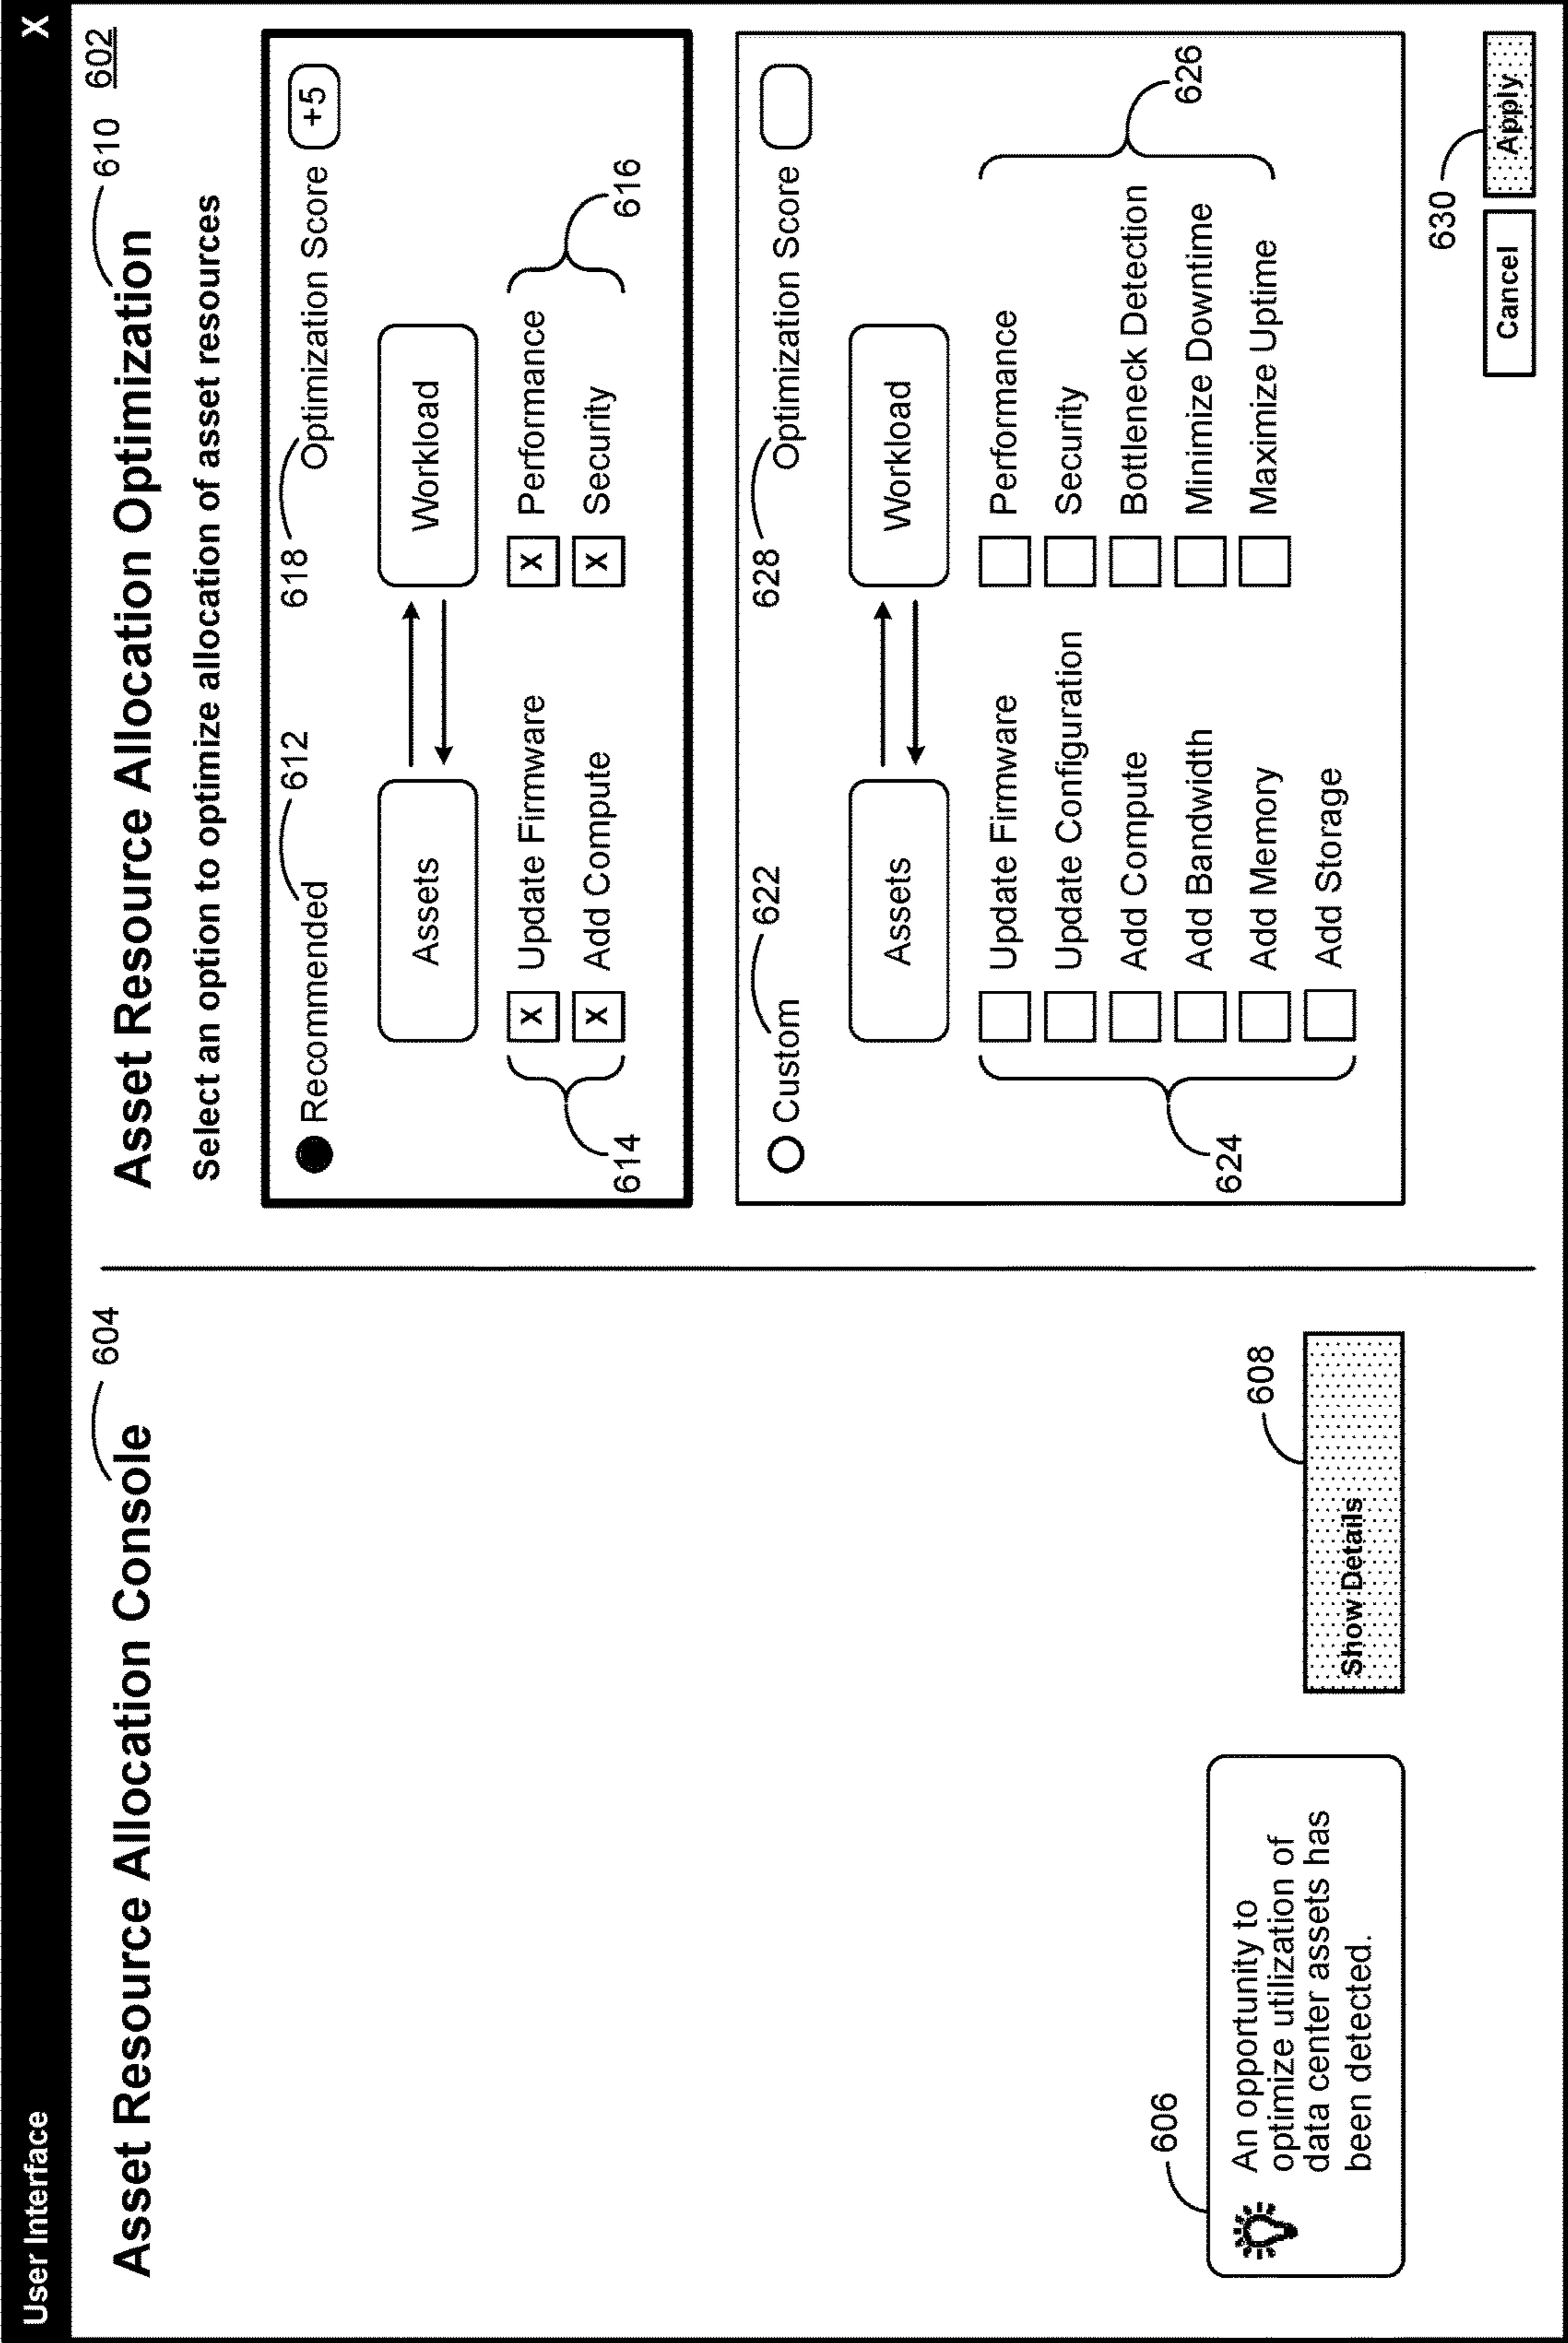 User Interface
X
Asset Resource Allocation Console
604
606
An opportunity to
optimize utilization of
data center assets has
been detected.
608
Show Details
602
Asset Resource Allocation Optimization
610
Select an option to optimize allocation of asset resources
Recommended
612
618
Optimization Score
+5
Assets
Workload
614
X Update Firmware
X Add Compute
X Performance
X Security
616
Custom
622
628
Optimization Score
Assets
Workload
624
Update Firmware
Update Configuration
Add Compute
Add Bandwidth
Add Memory
Add Storage
Performance
Security
Bottleneck Detection
Minimize Downtime
Maximize Uptime
626
630
Cancel
Apply